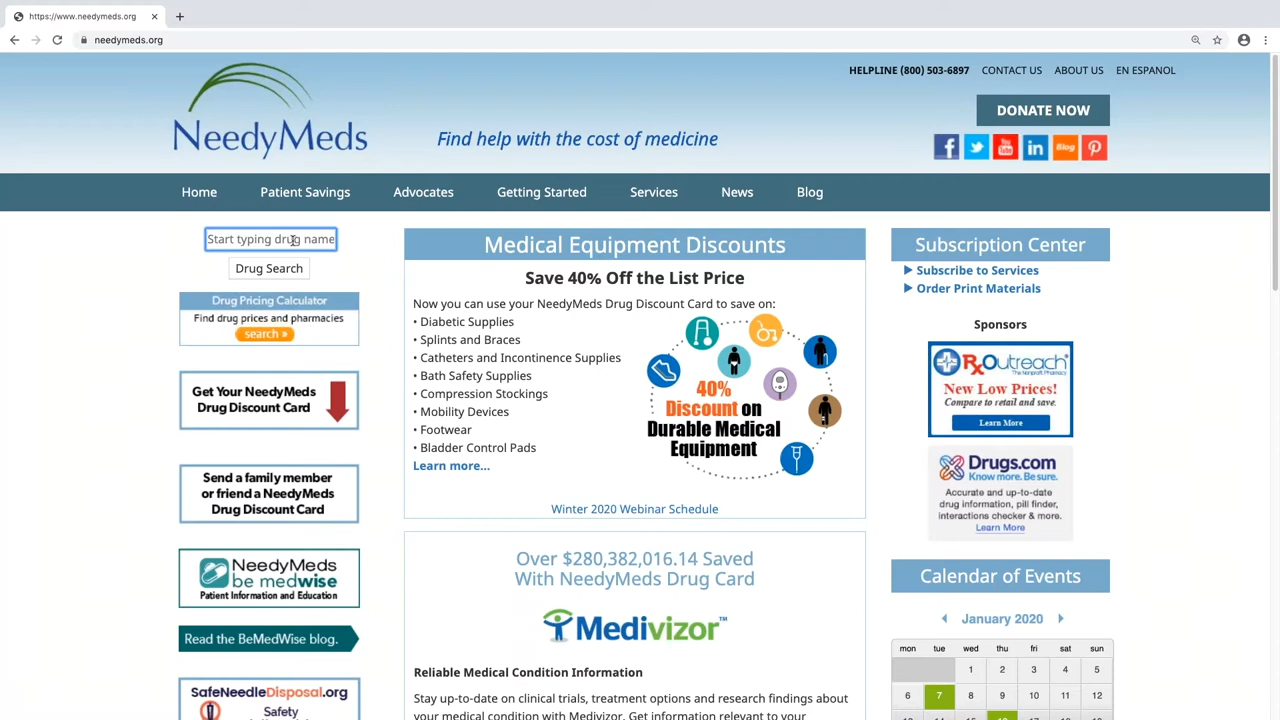 https://www.needymeds.org
needymeds.org
HELPLINE (800) 503-6897 CONTACT US ABOUT US EN ESPANOL
DONATE NOW
NeedyMeds
Find help with the cost of medicine
Blog
Home Patient Savings Advocates Getting Started Services News Blog
Start typing drug name
Drug Search
Drug Pricing Calculator
Find drug prices and pharmacies
search »
Get Your NeedyMeds
Drug Discount Card
Send a family member
or friend a NeedyMeds
Drug Discount Card
NeedyMeds
be medwise
Patient Information and Education
Read the BeMedWise blog.
SafeNeedleDisposal.org
Safety
Medical Equipment Discounts
Save 40% Off the List Price
Now you can use your NeedyMeds Drug Discount Card to save on:
• Diabetic Supplies
• Splints and Braces
• Catheters and Incontinence Supplies
• Bath Safety Supplies
• Compression Stockings
• Mobility Devices
• Footwear
• Bladder Control Pads
Learn more...
40%
Discount on
Durable Medical
Equipment
Winter 2020 Webinar Schedule
Over $280,382,016.14 Saved
With NeedyMeds Drug Card
Medivizor™
Reliable Medical Condition Information
Stay up-to-date on clinical trials, treatment options and research findings about
your medical condition with Medivizor. Get information relevant to your
Subscription Center
Subscribe to Services
Order Print Materials
Sponsors
RxOutreach
The Nonprofit Pharmacy
New Low Prices!
Compare to retail and save.
Learn More
Drugs.com
Know more. Be sure.
Accurate and up-to-date
drug information, pill finder,
interactions checker & more.
Learn More
Calendar of Events
January 2020
mon tue wed thu fri sat sun
1 2 3 4 5
6 7 8 9 10 11 12